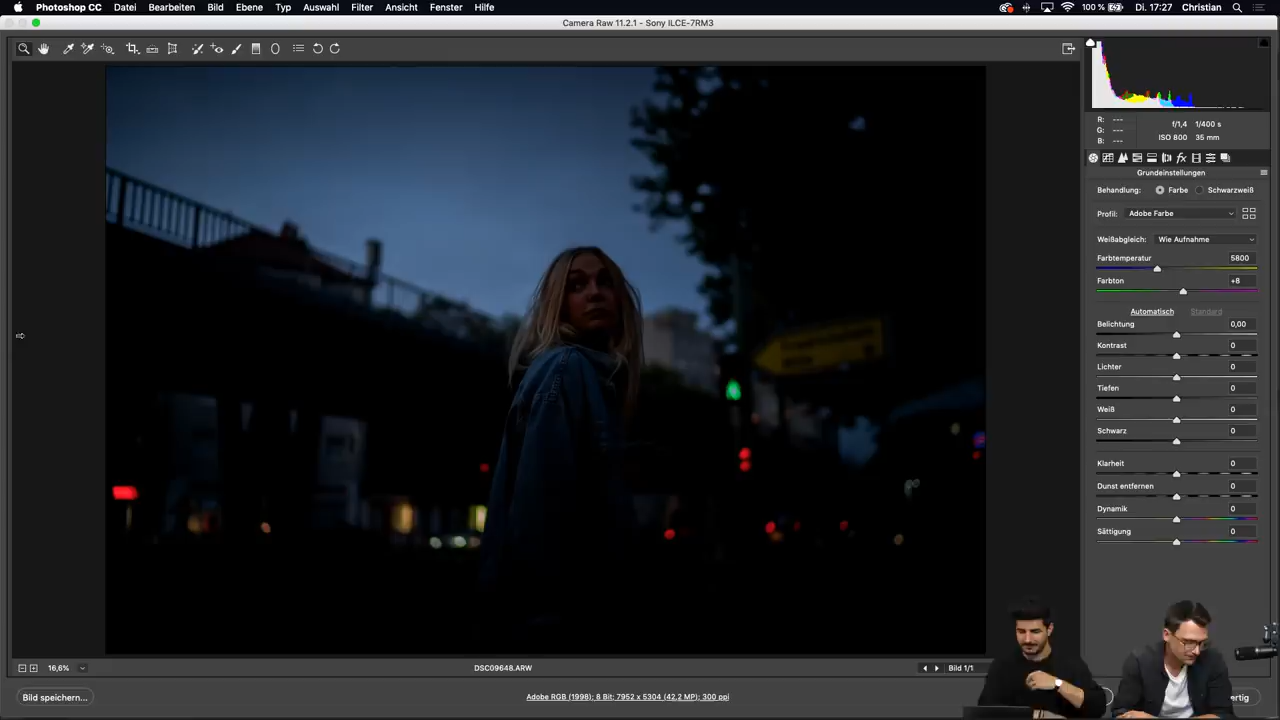 Photoshop CC Datei Bearbeiten Bild Ebene Typ Auswahl Filter Ansicht Fenster Hilfe 100 % Di. 17:27 Christian
Camera Raw 11.2.1 - Sony ILCE-7RM3
R: ---
G: ---
B: ---
f/1,4 1/400 s
ISO 800 35 mm
Grundeinstellungen
Behandlung: Farbe Schwarzweiß
Profil: Adobe Farbe
Weißabgleich: Wie Aufnahme
Farbtemperatur 5800
Farbton +8
Automatisch Standard
Belichtung 0,00
Kontrast 0
Lichter 0
Tiefen 0
Weiß 0
Schwarz 0
Klarheit 0
Dunst entfernen 0
Dynamik 0
Sättigung 0
16,6% DSC09648.ARW Bild 1/1
Bild speichern... Adobe RGB (1998); 8 Bit; 7952 x 5304 (42,2 MP); 300 ppi